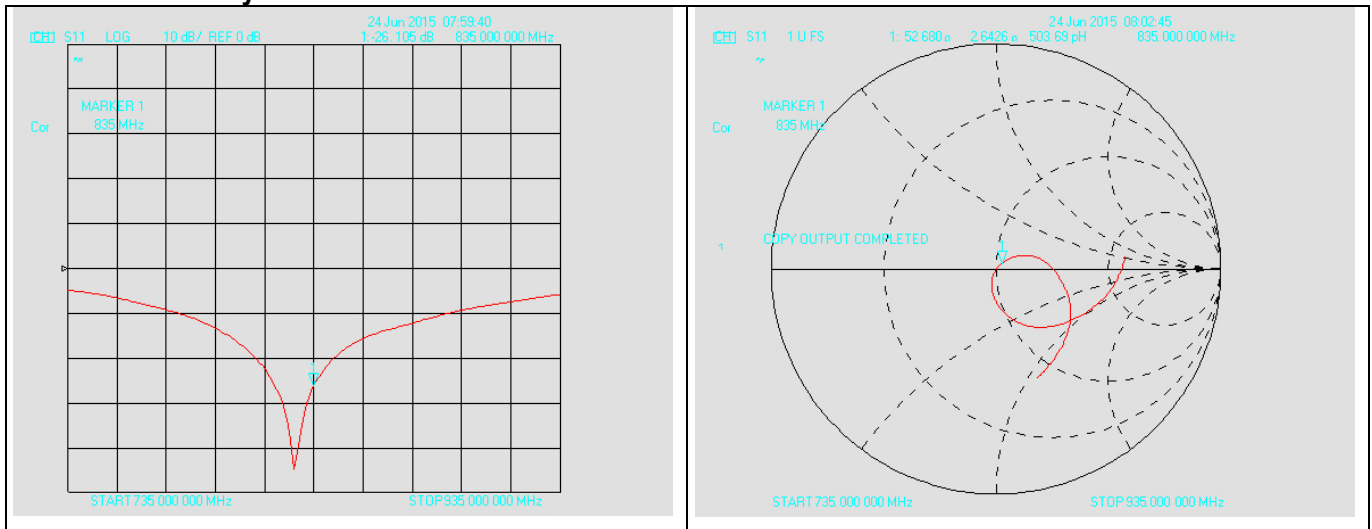 24 Jun 2015 07:59:40
CH1 S11 LOG 10 dB/ REF 0 dB 1:-26.105 dB 835.000 000 MHz
MARKER 1
835 MHz
Cor
1
START 735.000 000 MHz STOP 935.000 000 MHz
24 Jun 2015 08:02:45
CH1 S11 1 U FS 1: 52.680 Ω 2.6426 Ω 503.69 pH 835.000 000 MHz
MARKER 1
835 MHz
Cor
COPY OUTPUT COMPLETED
1
1
START 735.000 000 MHz STOP 935.000 000 MHz